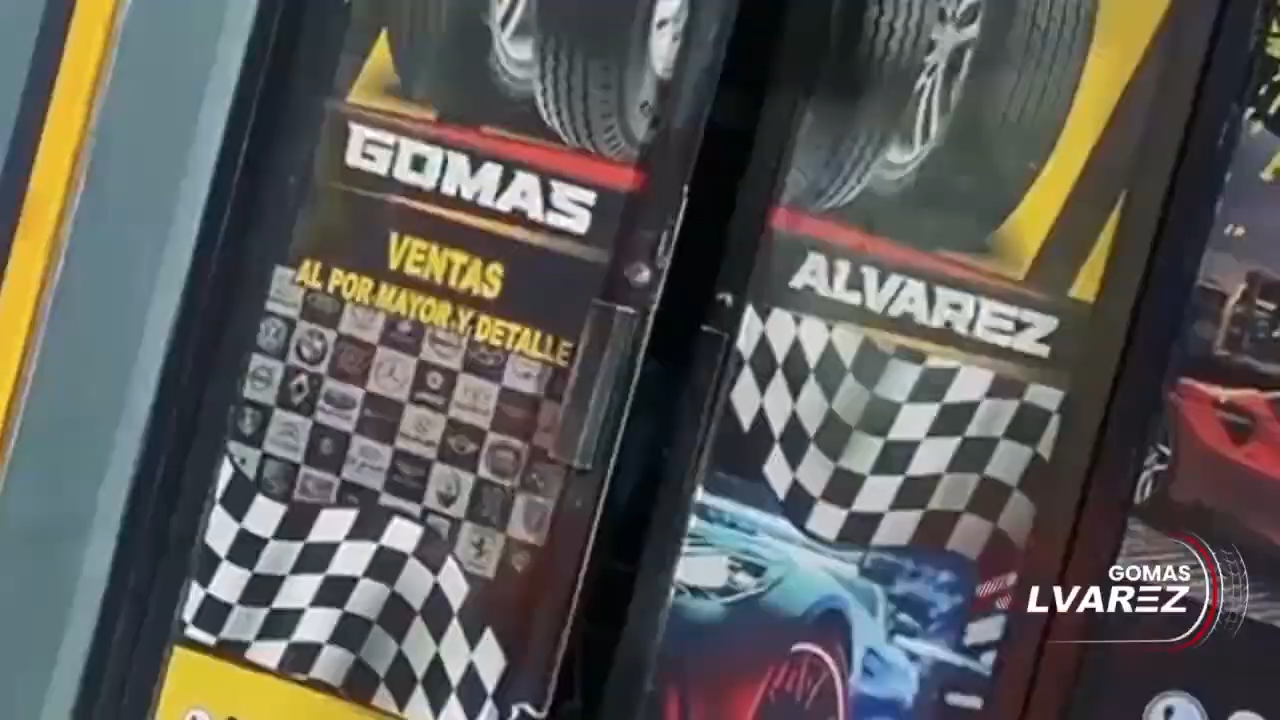 GOMAS
VENTAS
AL POR MAYOR Y DETALLE
ALVAREZ
GOMAS
LVAREZ